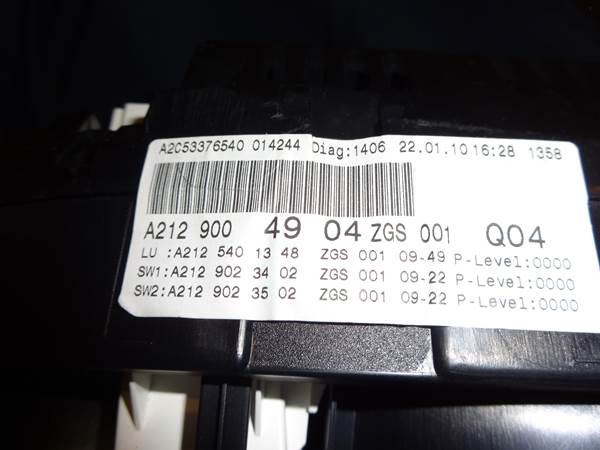 A2C53376540 014244 Diag:1406 22.01.10 16:28 1358
A212 900 49 04 ZGS 001 Q04
LU :A212 540 13 48 ZGS 001 09-49 P-Level:0000
SW1:A212 902 34 02 ZGS 001 09-22 P-Level:0000
SW2:A212 902 35 02 ZGS 001 09-22 P-Level:0000